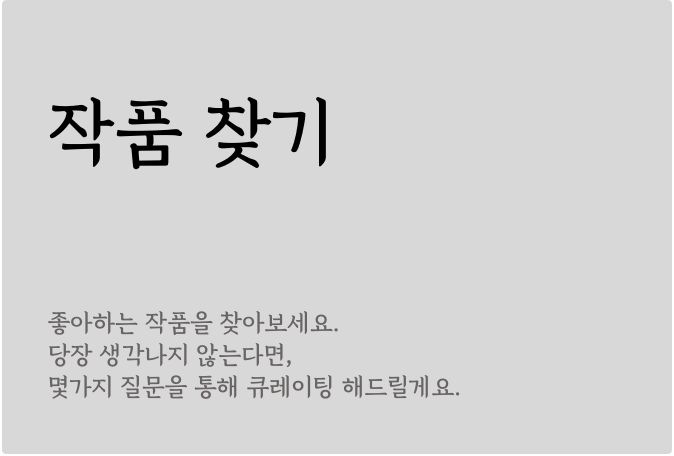 작품 찾기
좋아하는 작품을 찾아보세요.
당장 생각나지 않는다면,
몇가지 질문을 통해 큐레이팅 해드릴게요.